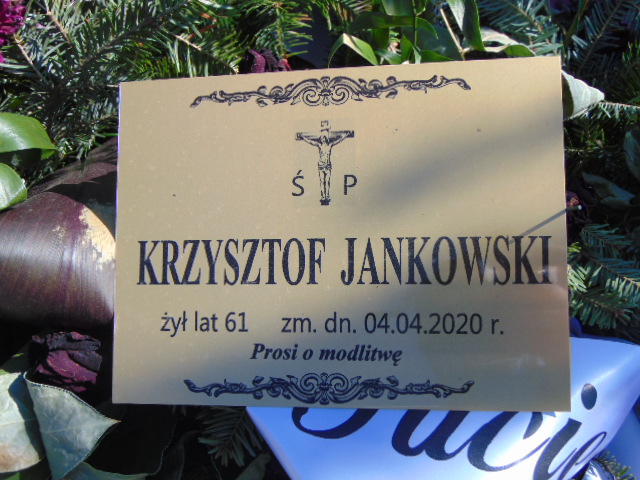 Ś P
KRZYSZTOF JANKOWSKI
żył lat 61 zm. dn. 04.04.2020 r.
Prosi o modlitwę